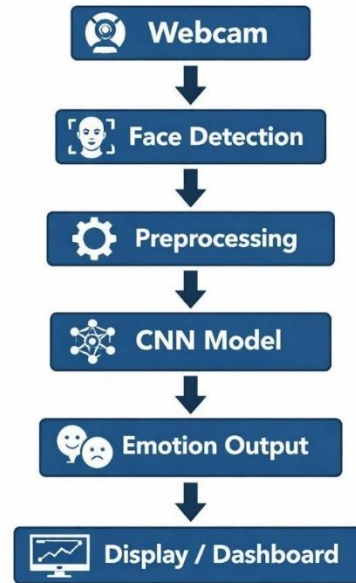 Webcam
Face Detection
Preprocessing
CNN Model
Emotion Output
Display / Dashboard